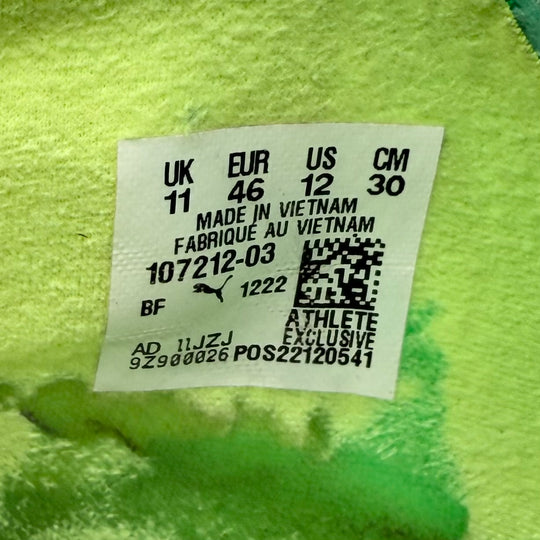 UK EUR US CM
11 46 12 30
MADE IN VIETNAM
FABRIQUÉ AU VIETNAM
107212-03
BF 1222
ATHLETE
EXCLUSIVE
AD 11JZJ
9Z900026 POS22120541